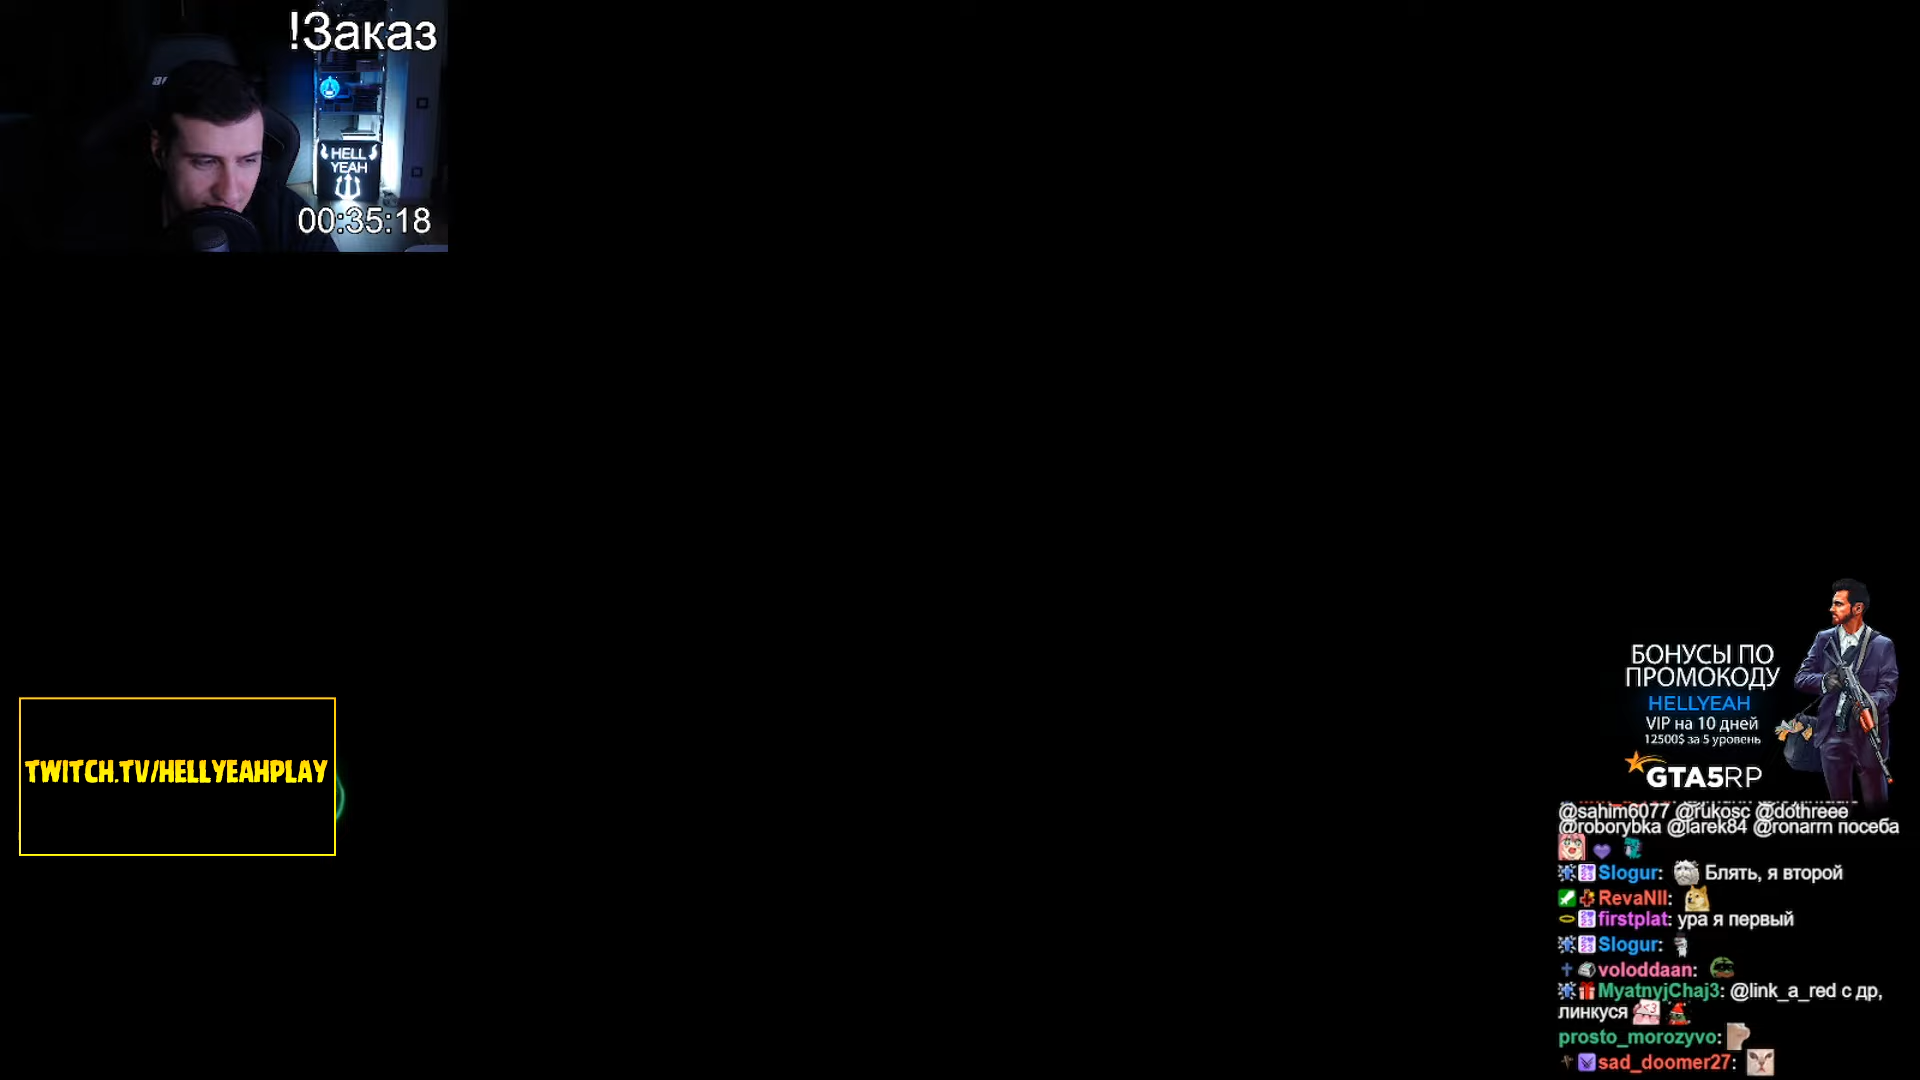 !Заказ
HELL
YEAH
00:35:18
БОНУСЫ ПО
ПРОМОКОДУ
HELLYEAH
VIP на 10 дней
12500$ за 5 уровень
GTA5RP
TWITCH.TV/HELLYEAHPLAY
@sahim6077 @rukosc @dothreee
@roborybka @larek84 @ronarrn посеба
Slogur: Блять, я второй
RevaNII:
firstplat: ура я первый
Slogur:
voloddaan:
MyatnyjChaj3: @link_a_red с др,
линкуся
prosto_morozyvo:
sad_doomer27: